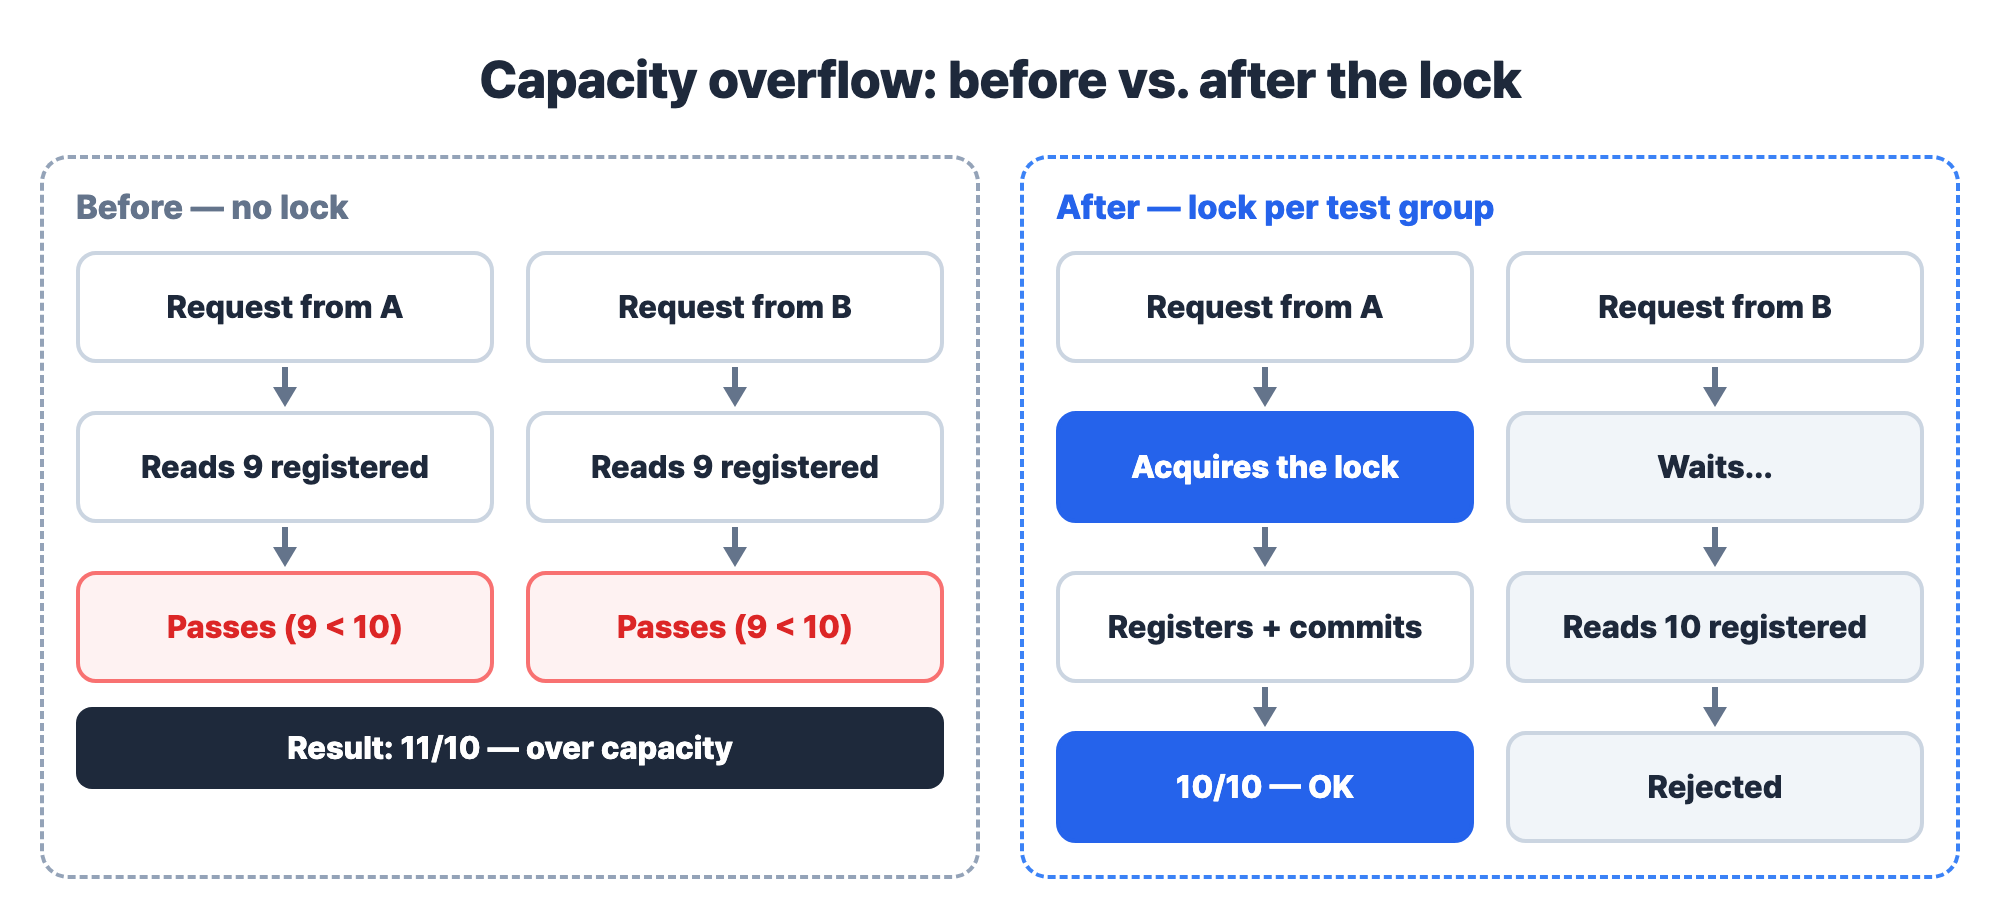 Capacity overflow: before vs. after the lock
Before — no lock
Request from A
Request from B
Reads 9 registered
Reads 9 registered
Passes (9 < 10)
Passes (9 < 10)
Result: 11/10 — over capacity
After — lock per test group
Request from A
Request from B
Acquires the lock
Waits...
Registers + commits
Reads 10 registered
10/10 — OK
Rejected